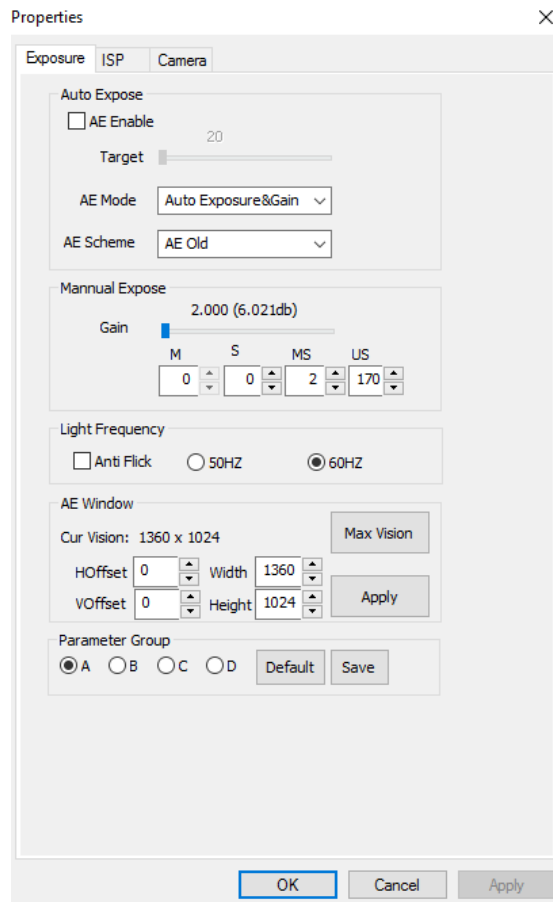 Properties
Exposure ISP Camera
Auto Expose
AE Enable
20
Target
AE Mode Auto Exposure&Gain
AE Scheme AE Old
Mannual Expose
2.000 (6.021db)
Gain
M S MS US
0 0 2 170
Light Frequency
Anti Flick 50HZ 60HZ
AE Window
Cur Vision: 1360 x 1024 Max Vision
HOffset 0 Width 1360
VOffset 0 Height 1024 Apply
Parameter Group
A B C D Default Save
OK Cancel Apply